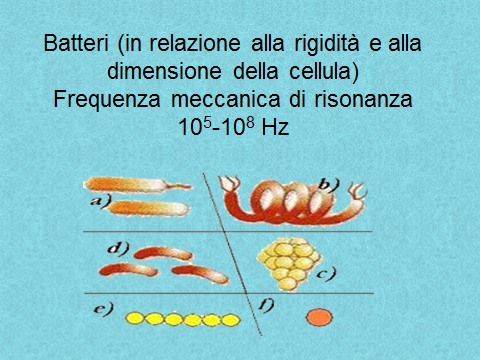 Batteri (in relazione alla rigidità e alla
dimensione della cellula)
Frequenza meccanica di risonanza
10⁵-10⁸ Hz
a)
b)
d)
c)
e)
f)